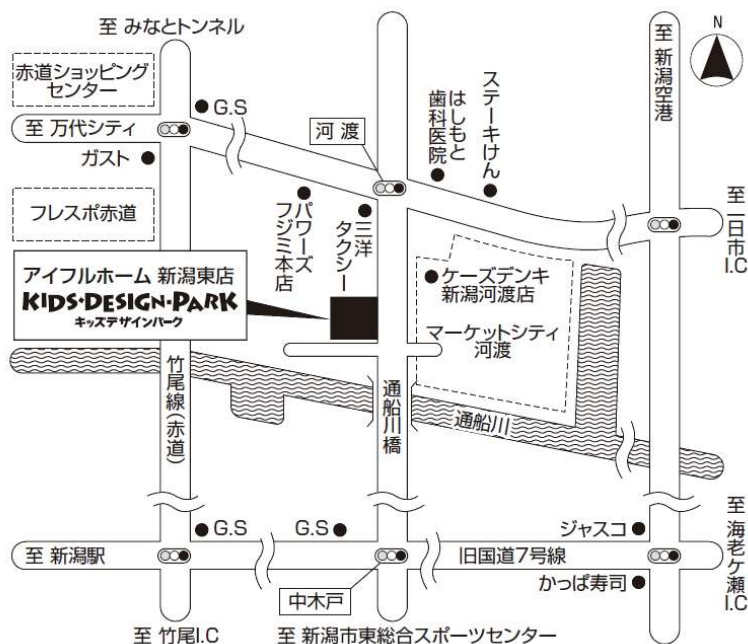 至 みなとトンネル
赤道ショッピング
センター
G.S
至 万代シティ
ガスト
フレスポ赤道
河 渡
はしもと
歯科医院
ステーキけん
至 新潟空港
N
至 一日市I.C
パワーズ
フジミ本店
三洋
タクシー
アイフルホーム 新潟東店
KIDS・DESIGN・PARK
キッズデザインパーク
ケーズデンキ
新潟河渡店
マーケットシティ
河渡
竹尾線(赤道)
通船川橋
通船川
G.S
G.S
ジャスコ
至 海老ケ瀬I.C
至 新潟駅
旧国道7号線
中木戸
かっぱ寿司
至 竹尾I.C
至 新潟市東総合スポーツセンター